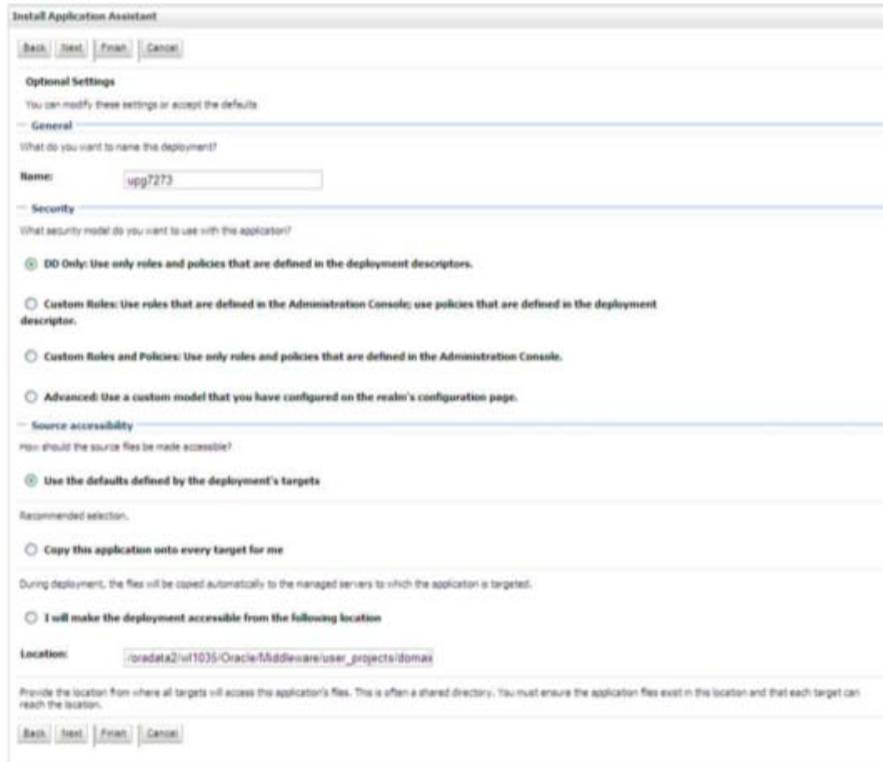 Install Application Assistant
Back Next Finish Cancel
Optional Settings
You can modify these settings or accept the defaults
General
What do you want to name this deployment?
Name: upg7273
Security
What security model do you want to use with this application?
DD Only: Use only roles and policies that are defined in the deployment descriptors.
Custom Roles: Use roles that are defined in the Administration Console; use policies that are defined in the deployment
descriptor.
Custom Roles and Policies: Use only roles and policies that are defined in the Administration Console.
Advanced: Use a custom model that you have configured on the realm's configuration page.
Source accessibility
How should the source files be made accessible?
Use the defaults defined by the deployment's targets
Recommended selection.
Copy this application onto every target for me
During deployment, the files will be copied automatically to the managed servers to which the application is targeted.
I will make the deployment accessible from the following location
Location: /oradata2/wl1035/Oracle/Middleware/user_projects/domai
Provide the location from where all targets will access this application's files. This is often a shared directory. You must ensure the application files exist in this location and that each target can
reach the location.
Back Next Finish Cancel